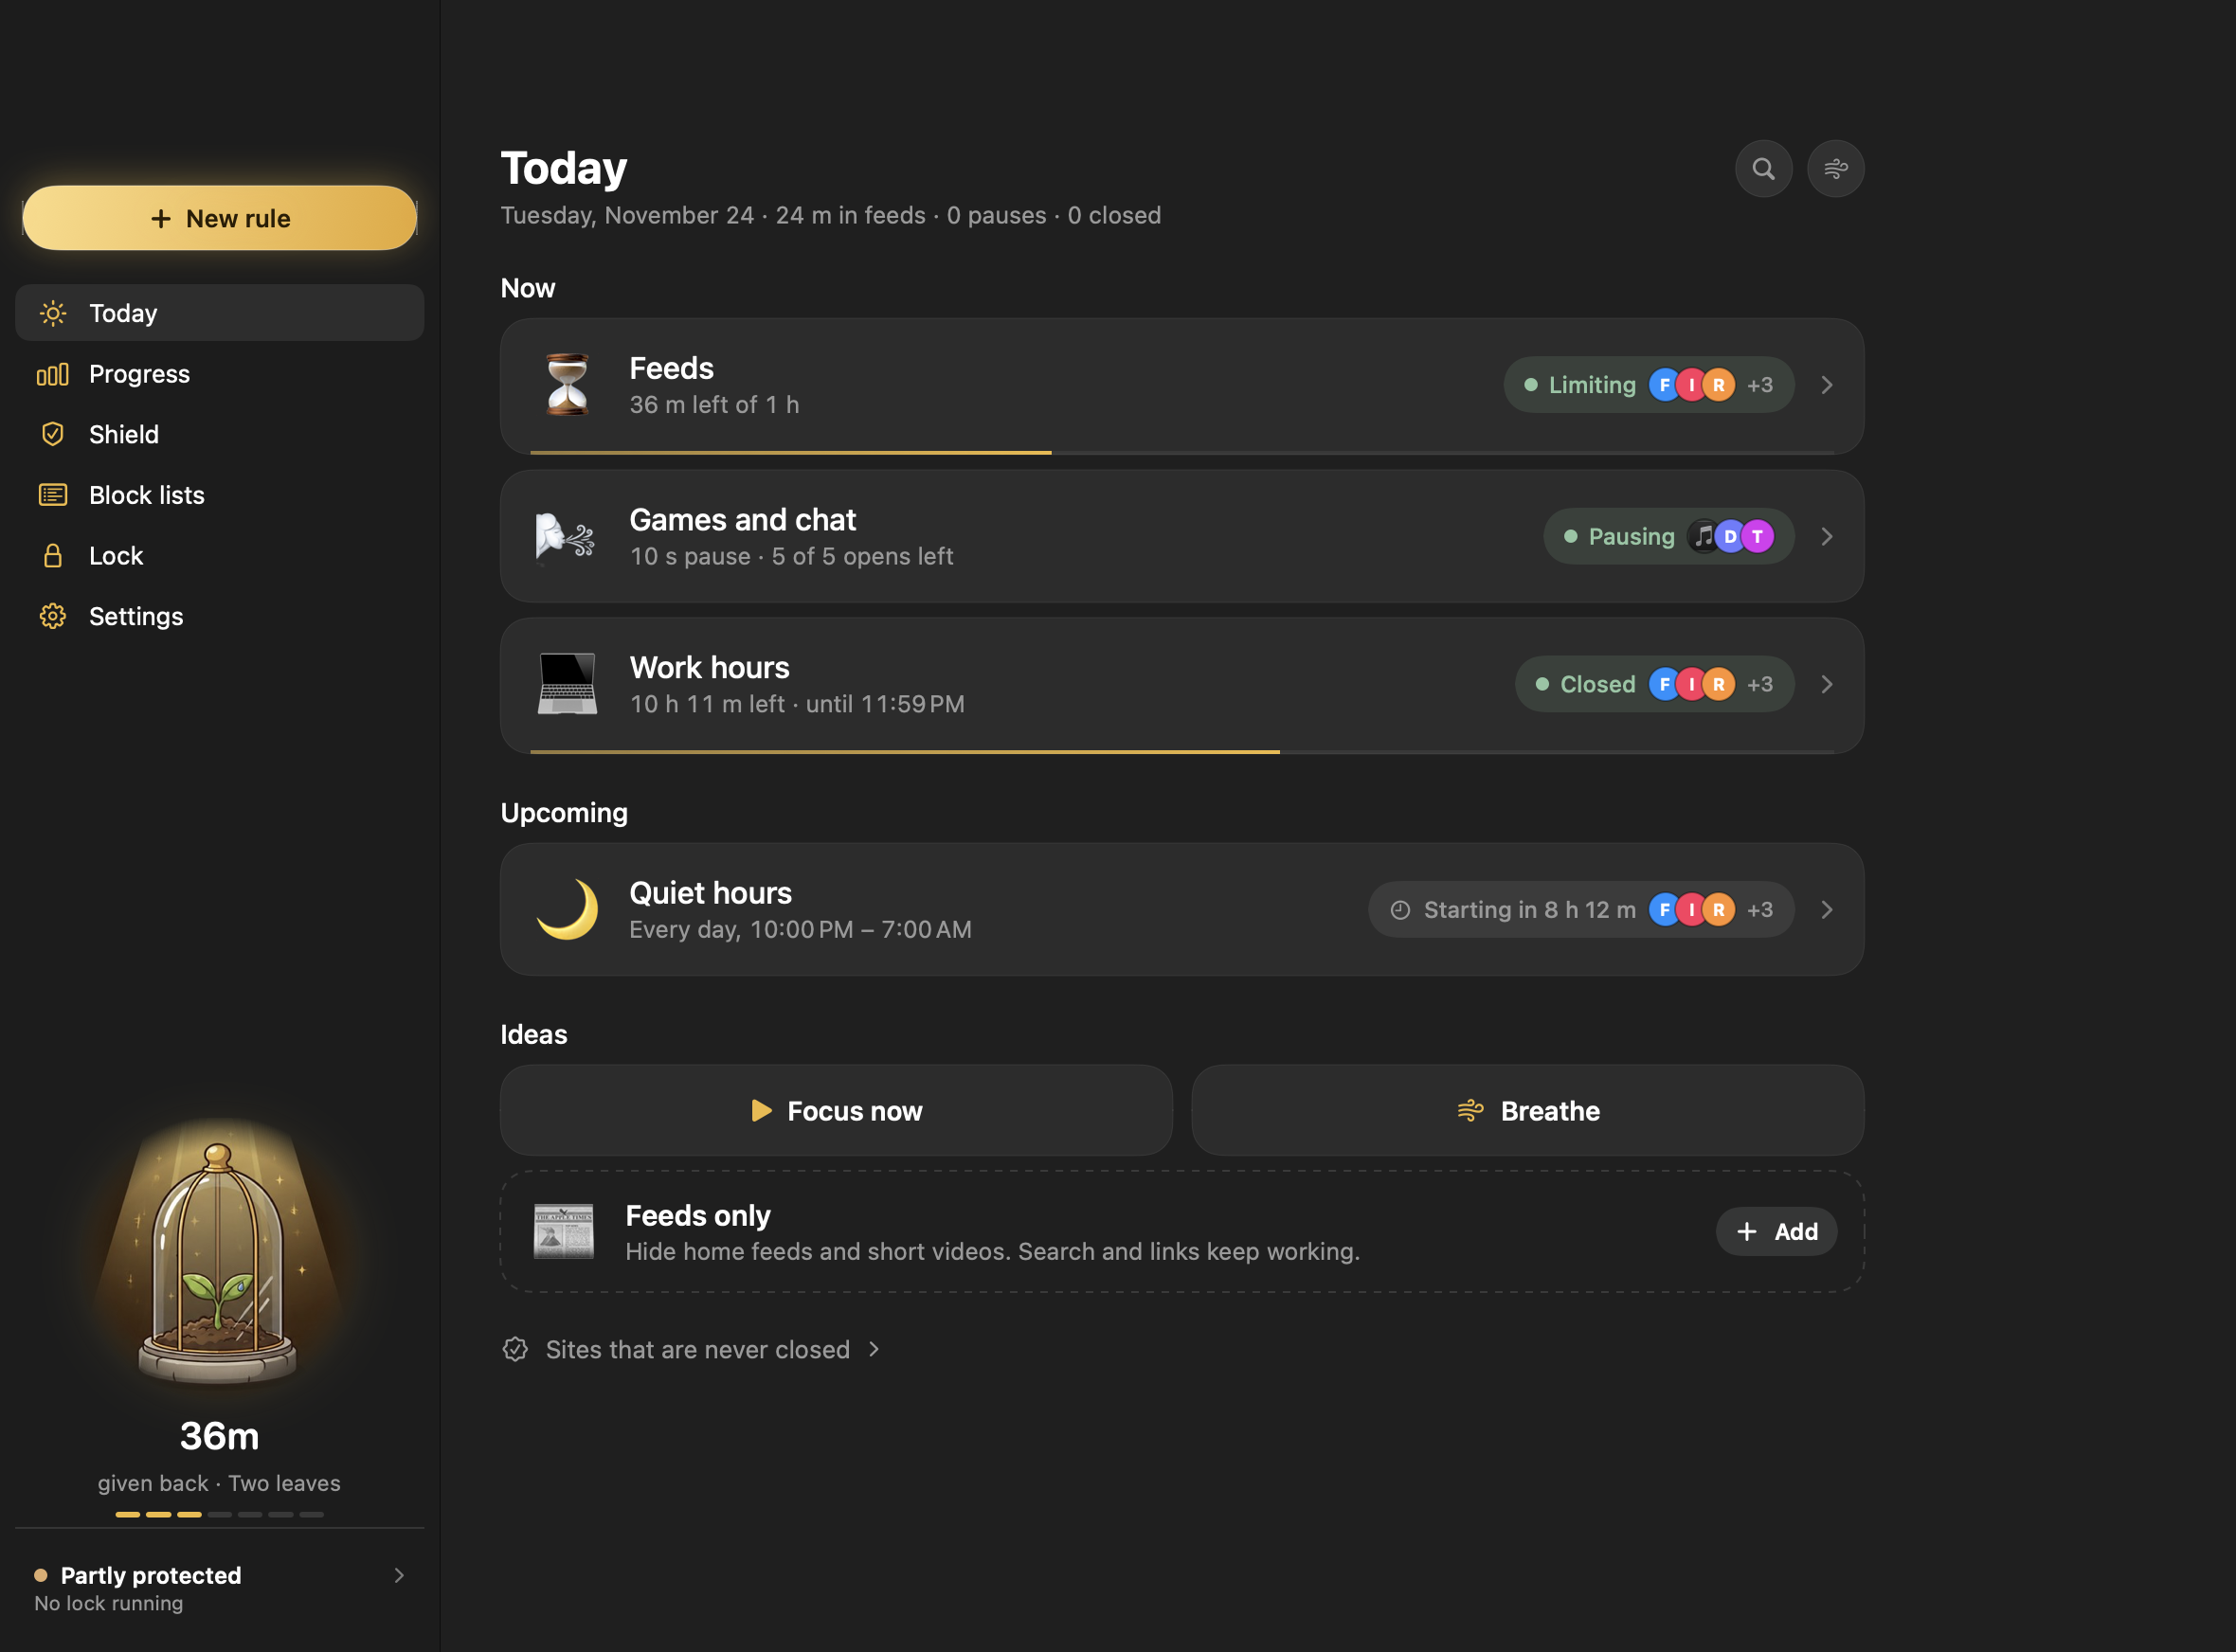 + New rule
Today
Progress
Shield
Block lists
Lock
Settings
36m
given back · Two leaves
Partly protected
No lock running
Today
Tuesday, November 24 · 24 m in feeds · 0 pauses · 0 closed
Now
Feeds
36 m left of 1 h
Limiting F I R +3
Games and chat
10 s pause · 5 of 5 opens left
Pausing D T
Work hours
10 h 11 m left · until 11:59 PM
Closed F I R +3
Upcoming
Quiet hours
Every day, 10:00 PM – 7:00 AM
Starting in 8 h 12 m F I R +3
Ideas
Focus now
Breathe
THE APPLE TIMES
Feeds only
Hide home feeds and short videos. Search and links keep working.
+ Add
Sites that are never closed